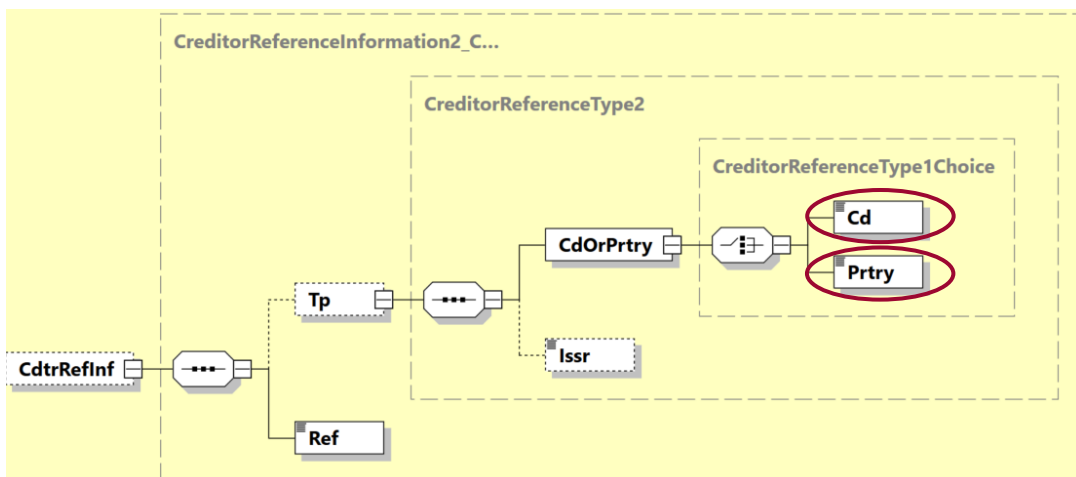 CreditorReferenceInformation2_C...
CreditorReferenceType2
CreditorReferenceType1Choice
Cd
CdOrPrtry
Prtry
Tp
Issr
CdtrRefInf
Ref